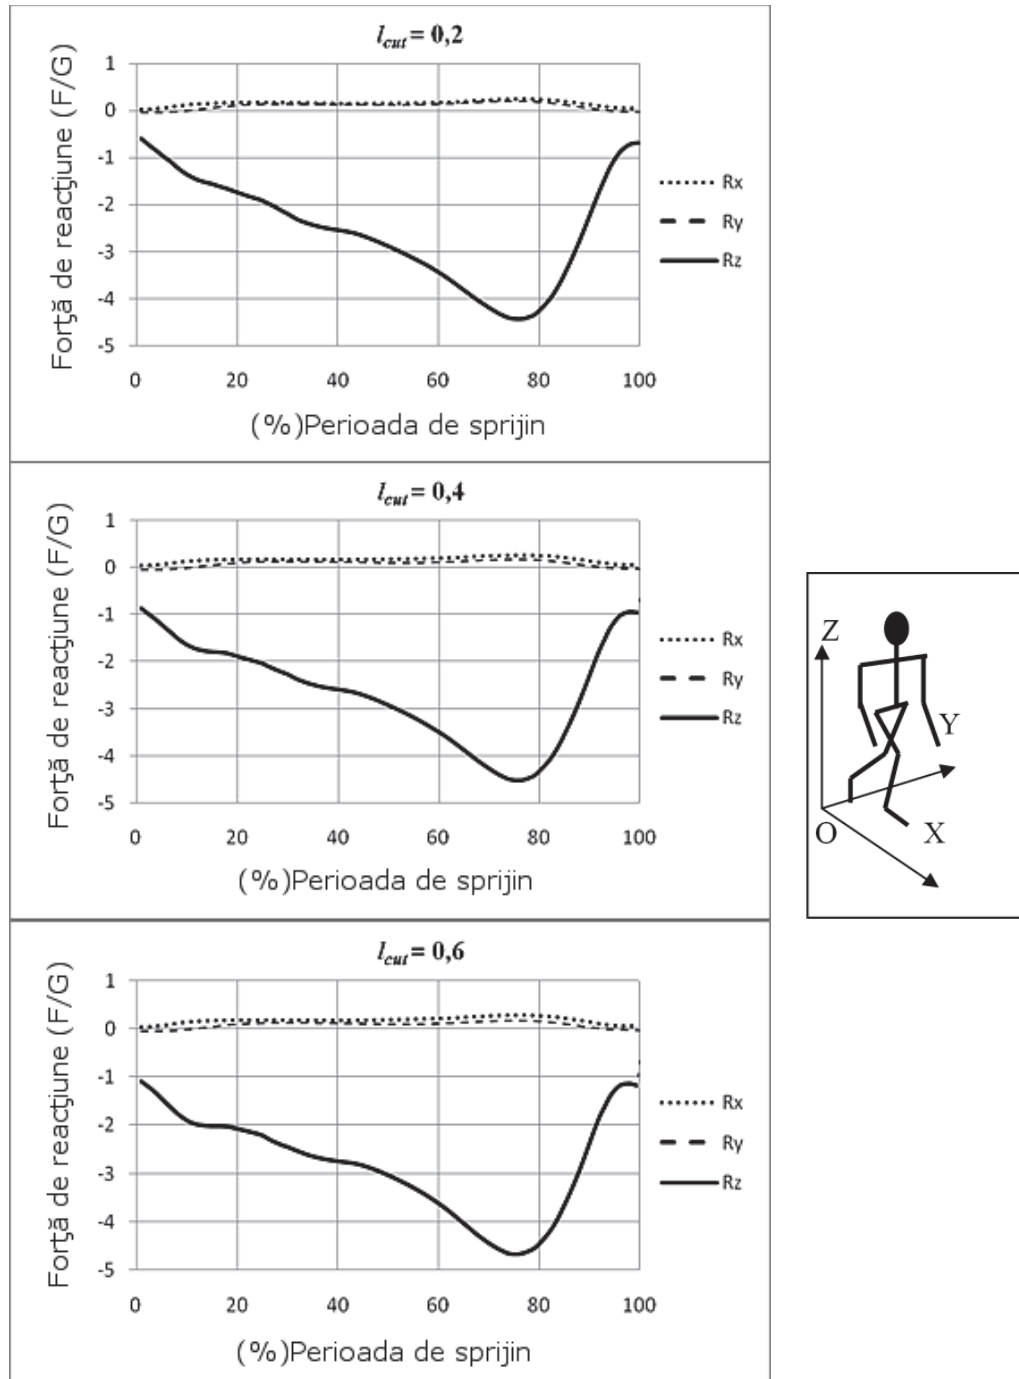 l_cut = 0,2
Forţă de reacţiune (F/G)
1
0
-1
-2
-3
-4
-5
0 20 40 60 80 100
(%)Perioada de sprijin
Rx
Ry
Rz
l_cut = 0,4
Forţă de reacţiune (F/G)
1
0
-1
-2
-3
-4
-5
0 20 40 60 80 100
(%)Perioada de sprijin
Rx
Ry
Rz
Z
Y
O
X
l_cut = 0,6
Forţă de reacţiune (F/G)
1
0
-1
-2
-3
-4
-5
0 20 40 60 80 100
(%)Perioada de sprijin
Rx
Ry
Rz